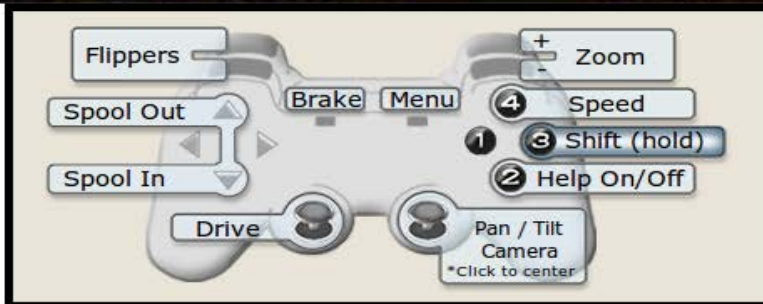 Flippers
+
-
Zoom
Spool Out
Brake
Menu
4
Speed
1
3
Shift (hold)
Spool In
2
Help On/Off
Drive
Pan / Tilt
Camera
*Click to center